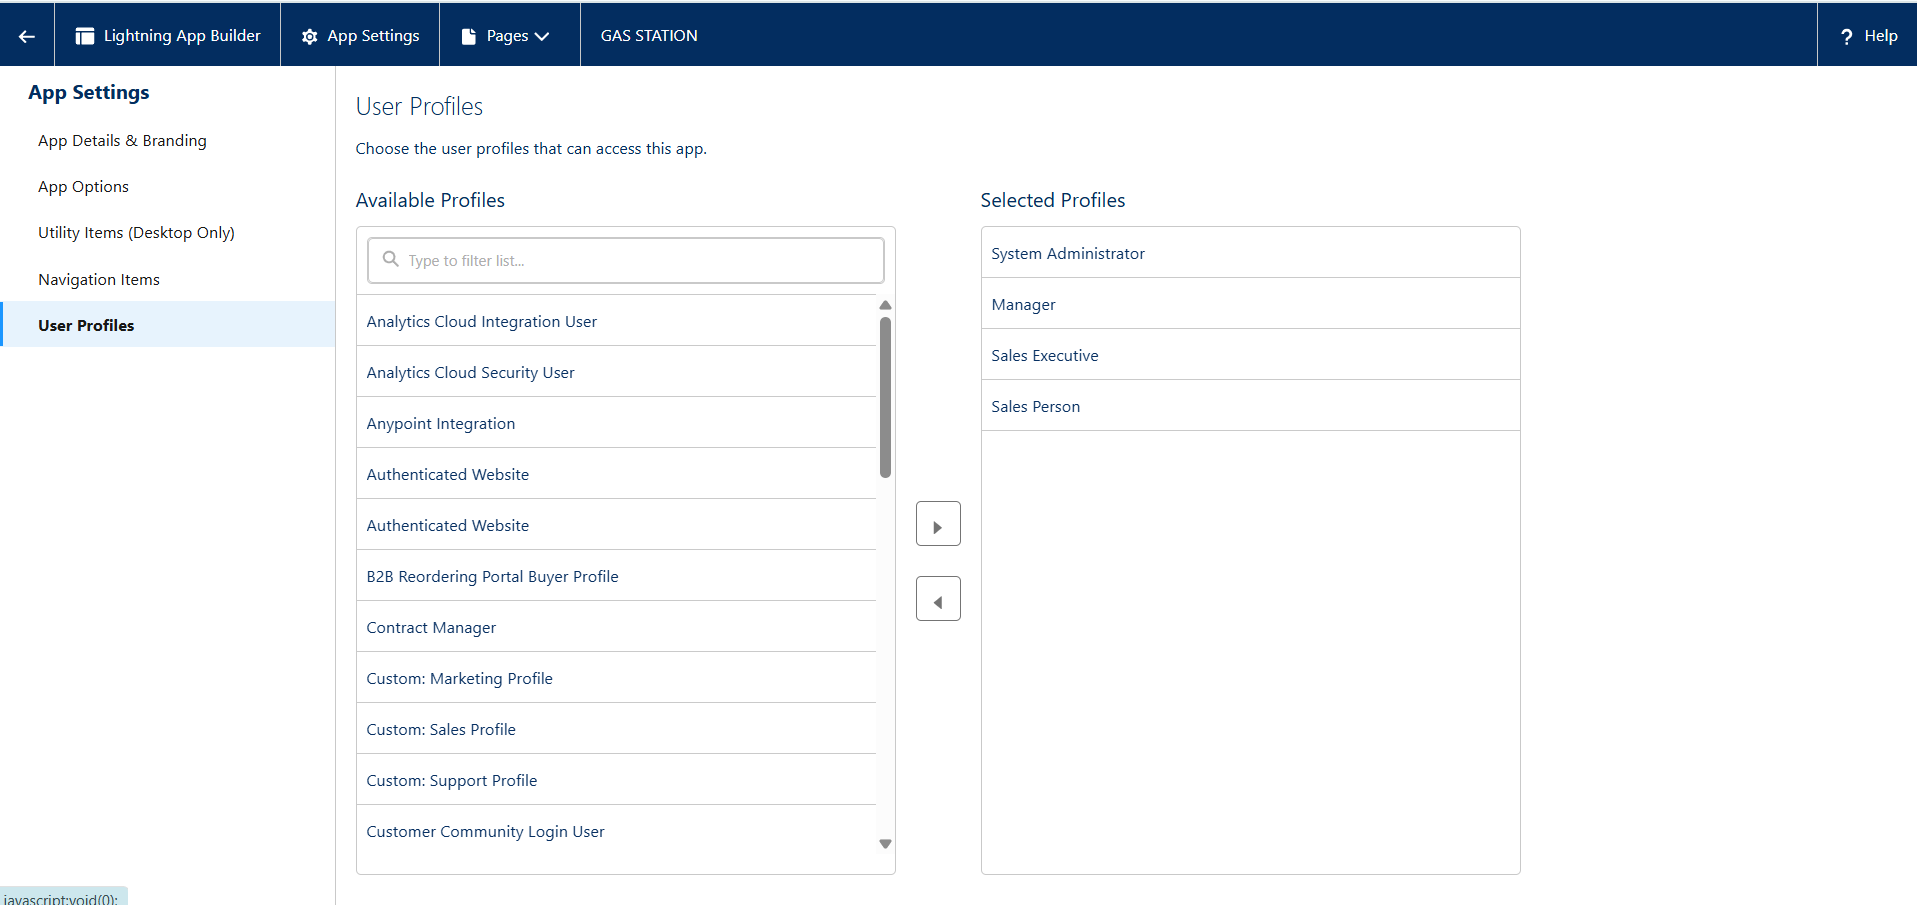 Lightning App Builder
App Settings
Pages
GAS STATION
? Help
App Settings
App Details & Branding
App Options
Utility Items (Desktop Only)
Navigation Items
User Profiles
User Profiles
Choose the user profiles that can access this app.
Available Profiles
Type to filter list...
Analytics Cloud Integration User
Analytics Cloud Security User
Anypoint Integration
Authenticated Website
Authenticated Website
B2B Reordering Portal Buyer Profile
Contract Manager
Custom: Marketing Profile
Custom: Sales Profile
Custom: Support Profile
Customer Community Login User
Selected Profiles
System Administrator
Manager
Sales Executive
Sales Person
javascript:void(0);